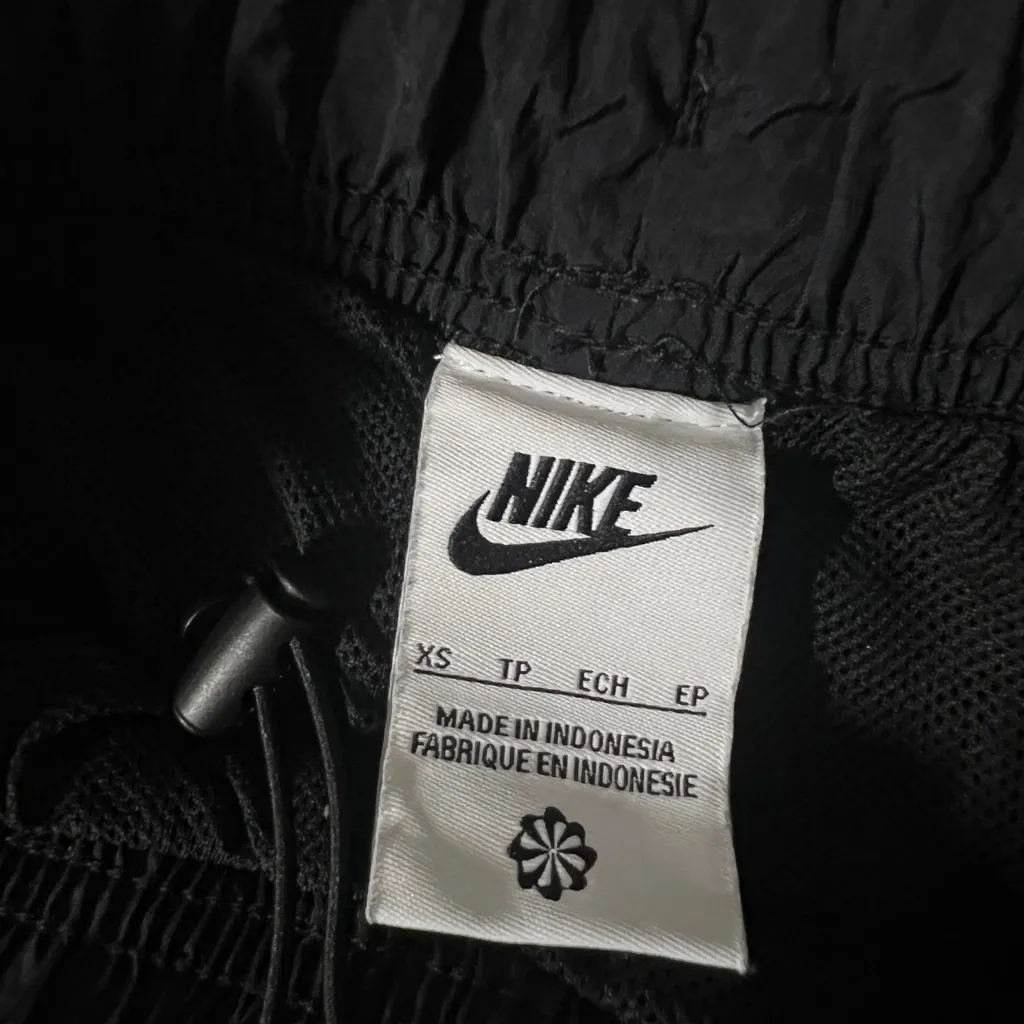 NIKE
XS TP ECH EP
MADE IN INDONESIA
FABRIQUE EN INDONESIE